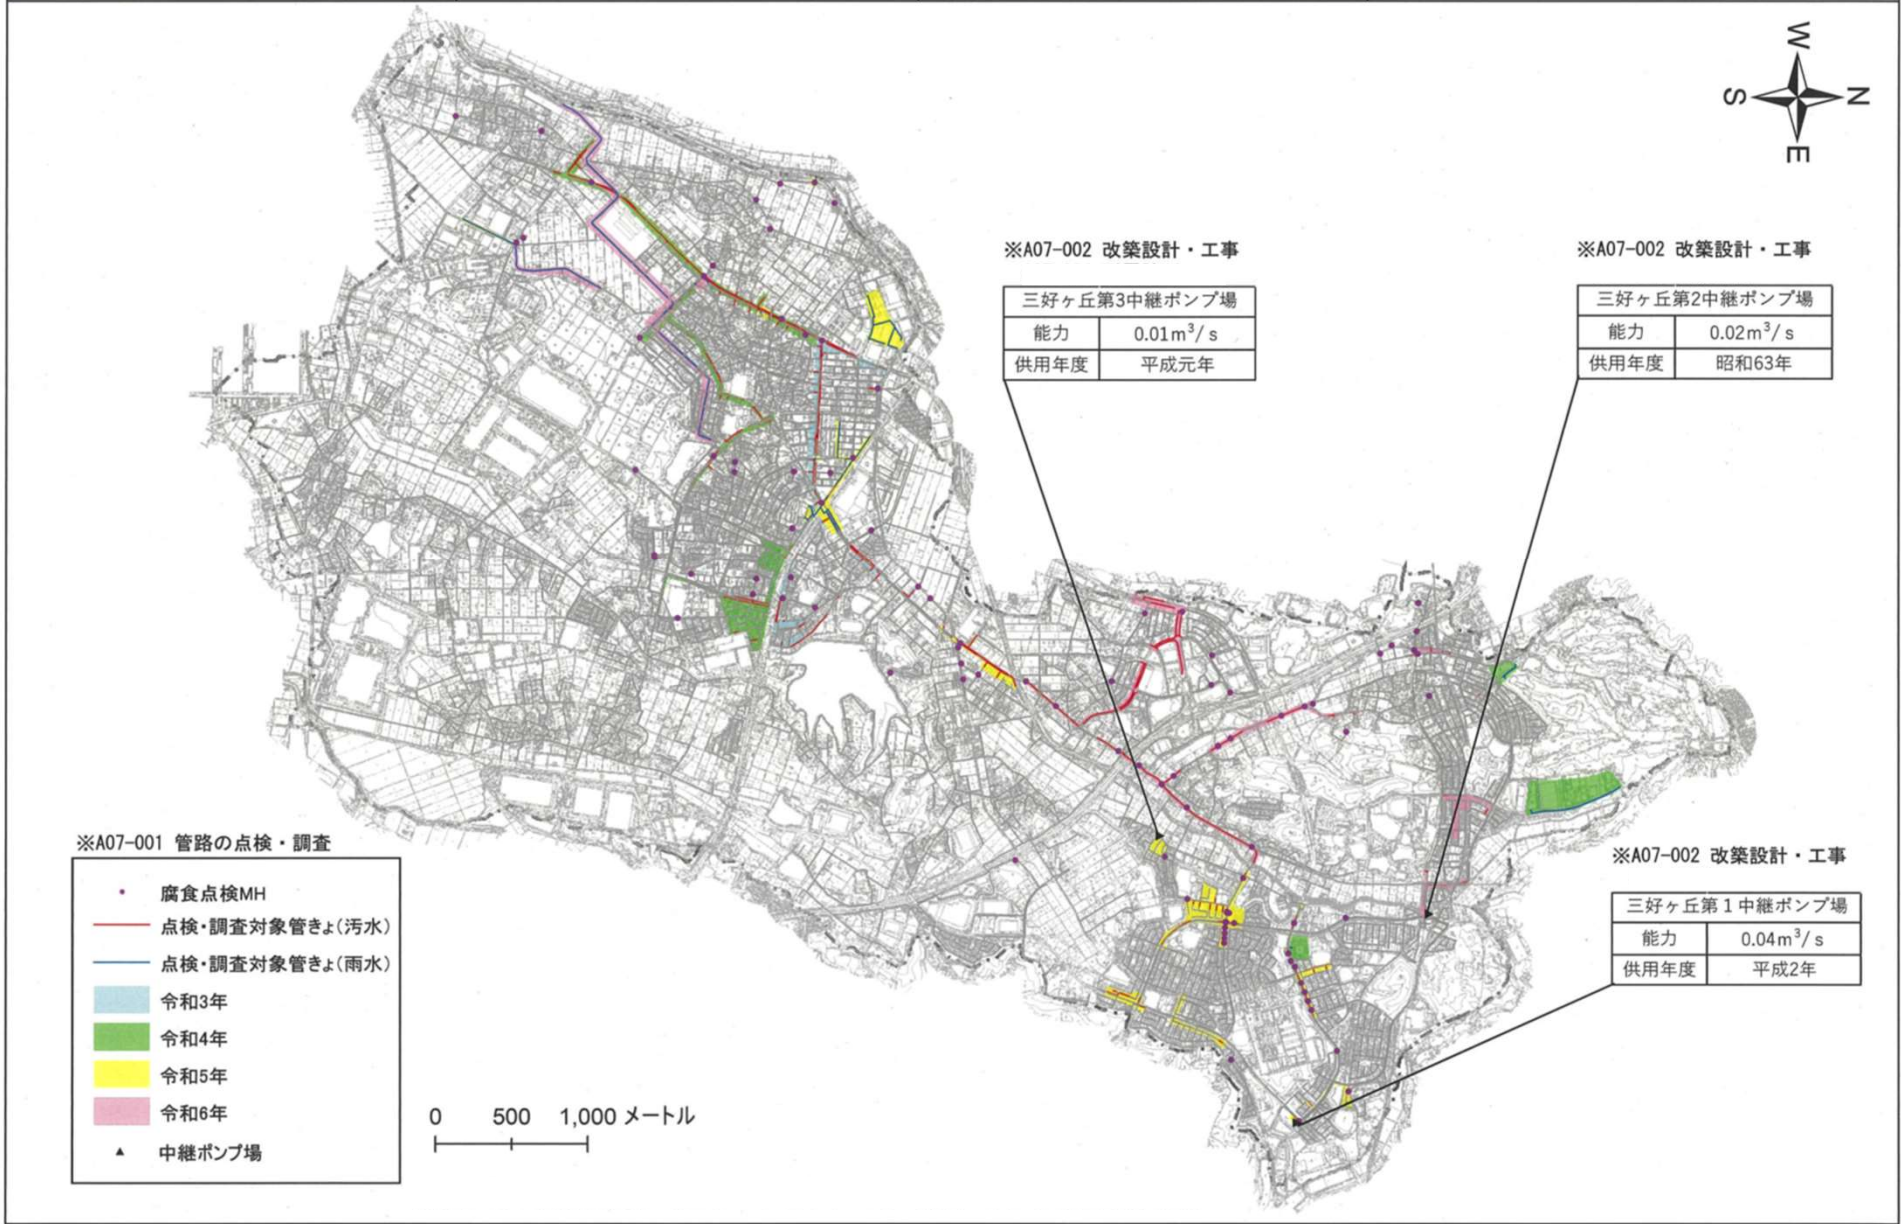 W
S
N
E
※A07-002 改築設計・工事
三好ヶ丘第3中継ポンプ場
能力 0.01m³/s
供用年度 平成元年
※A07-002 改築設計・工事
三好ヶ丘第2中継ポンプ場
能力 0.02m³/s
供用年度 昭和63年
※A07-002 改築設計・工事
三好ヶ丘第1中継ポンプ場
能力 0.04m³/s
供用年度 平成2年
※A07-001 管路の点検・調査
腐食点検MH
点検・調査対象管きょ(汚水)
点検・調査対象管きょ(雨水)
令和3年
令和4年
令和5年
令和6年
中継ポンプ場
0 500 1,000 メートル